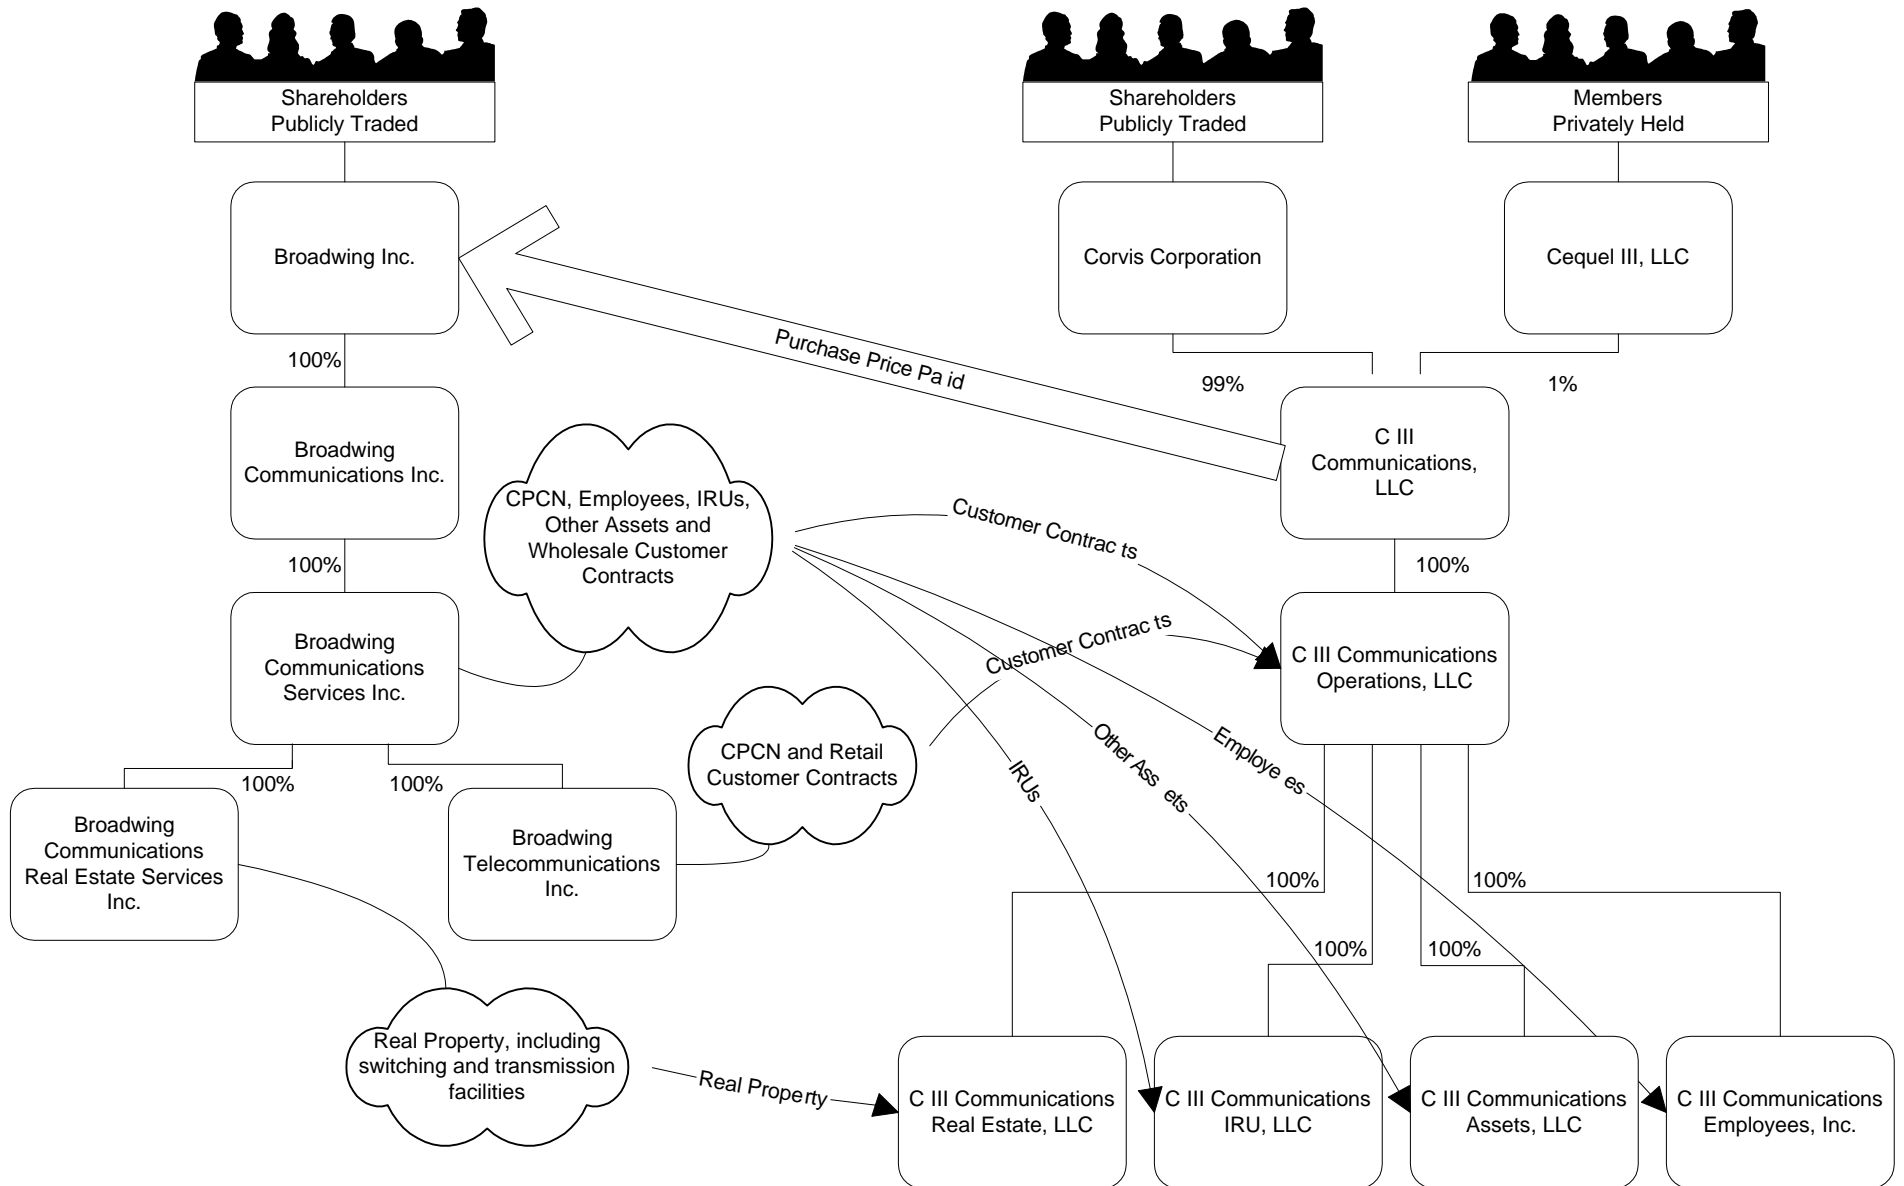 Shareholders
Publicly Traded
Shareholders
Publicly Traded
Members
Privately Held
Broadwing Inc.
Corvis Corporation
Cequel III, LLC
Purchase Price Pa id
100%
99%
1%
Broadwing
Communications Inc.
C III
Communications,
LLC
CPCN, Employees, IRUs,
Other Assets and
Wholesale Customer
Contracts
Customer Contrac ts
100%
100%
Broadwing
Communications
Services Inc.
Customer Contrac ts
C III Communications
Operations, LLC
CPCN and Retail
Customer Contracts
IRUs
Other Ass ets
Employe es
100%
100%
Broadwing
Communications
Real Estate Services
Inc.
Broadwing
Telecommunications
Inc.
100%
100%
100%
100%
Real Property, including
switching and transmission
facilities
Real Property
C III Communications
Real Estate, LLC
C III Communications
IRU, LLC
C III Communications
Assets, LLC
C III Communications
Employees, Inc.